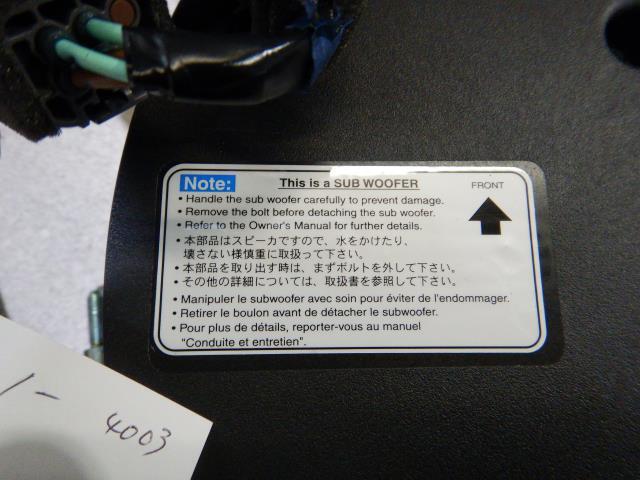 Note: This is a SUB WOOFER
FRONT
• Handle the sub woofer carefully to prevent damage.
• Remove the bolt before detaching the sub woofer.
• Refer to the Owner's Manual for further details.
• 本部品はスピーカですので、水をかけたり、
壊さない様慎重に取扱って下さい。
• 本部品を取り出す時は、まずボルトを外して下さい。
• その他の詳細については、取扱書を参照して下さい。
• Manipuler le subwoofer avec soin pour éviter de l'endommager.
• Retirer le boulon avant de détacher le subwoofer.
• Pour plus de détails, reporter-vous au manuel
"Conduite et entretien".
4003